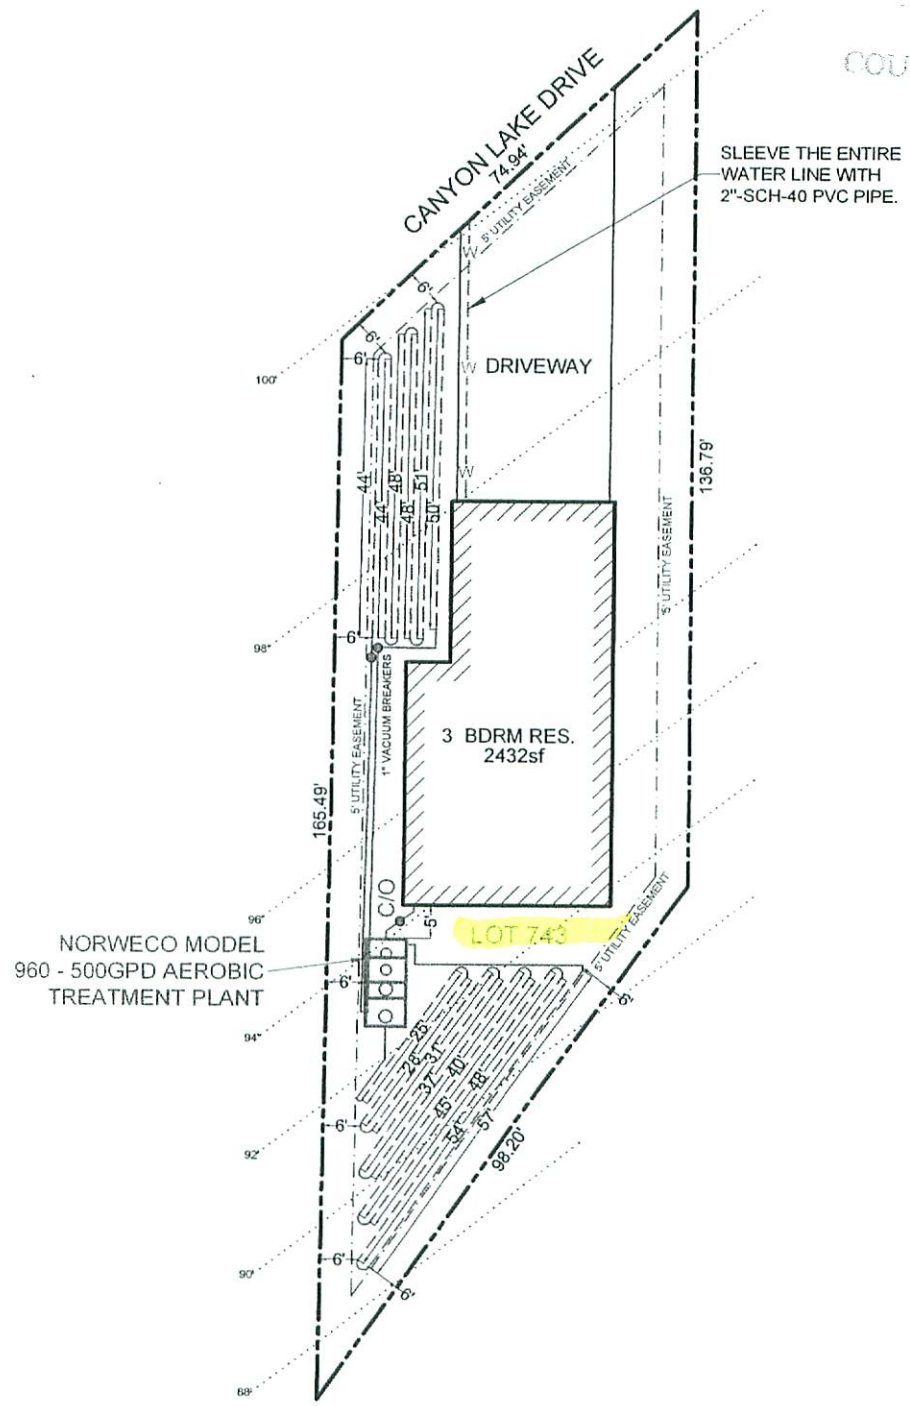 COU
CANYON LAKE DRIVE
74.94'
5' UTILITY EASEMENT
SLEEVE THE ENTIRE
WATER LINE WITH
2"-SCH-40 PVC PIPE.
W
6'
6'
6'
100'
W
DRIVEWAY
136.79'
44'
44'
48'
48'
51'
50'
W
5' UTILITY EASEMENT
98'
6'
1" VACUUM BREAKERS
5' UTILITY EASEMENT
3 BDRM RES.
2432sf
165.49'
C/O
96'
5'
LOT 743
5' UTILITY EASEMENT
NORWECO MODEL
960 - 500GPD AEROBIC
TREATMENT PLANT
6'
6'
94'
25'
28'
31'
37'
40'
45'
48'
54'
57'
92'
6'
98.20'
90'
6'
6'
88'